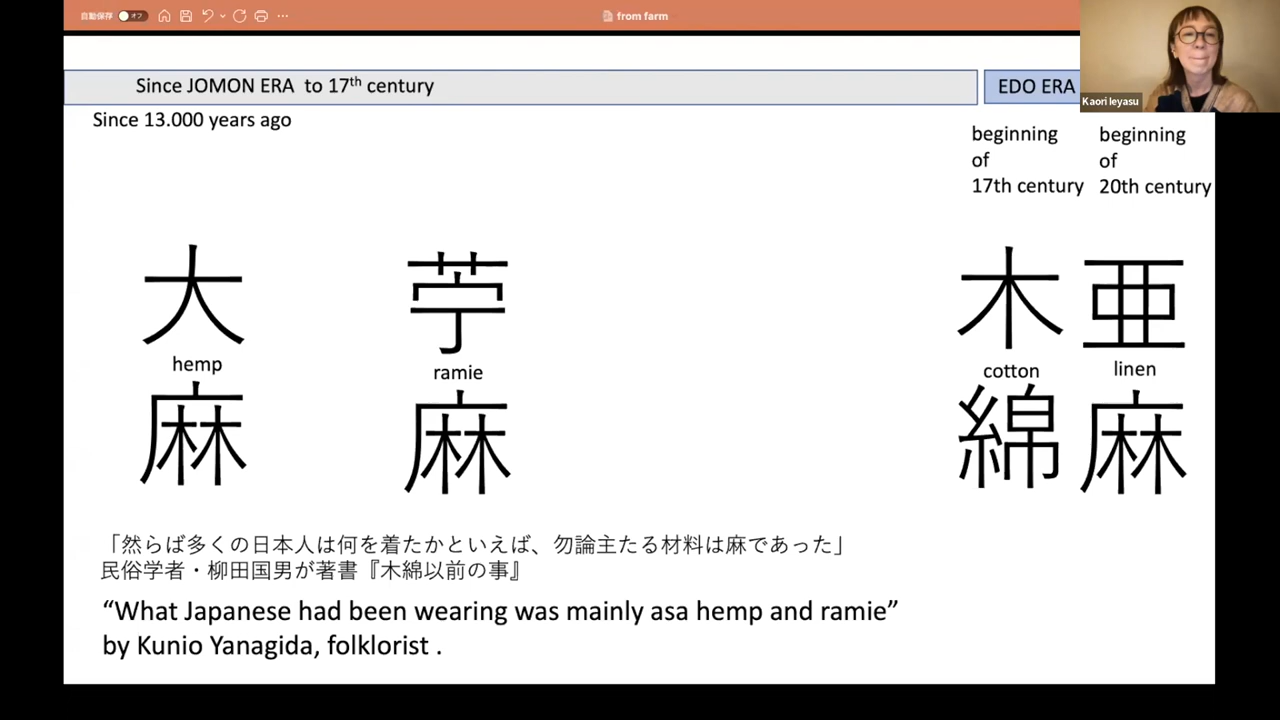 自動保存 オフ
from farm
Kaori Ieyasu
Since JOMON ERA to 17th century
EDO ERA
Since 13.000 years ago
beginning
of
17th century
beginning
of
20th century
大
hemp
麻
苧
ramie
麻
木
cotton
綿
亜
linen
麻
「然らば多くの日本人は何を着たかといえば、勿論主たる材料は麻であった」
民俗学者・柳田国男が著書『木綿以前の事』
“What Japanese had been wearing was mainly asa hemp and ramie”
by Kunio Yanagida, folklorist .